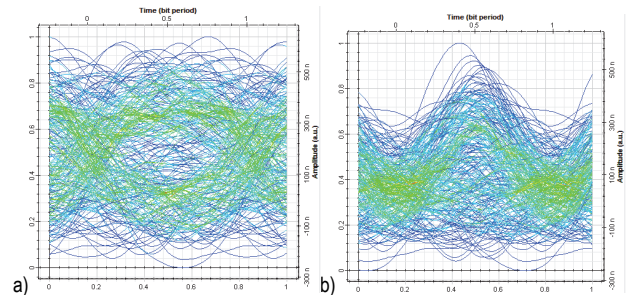 Time (bit period)
0 0.5 1
1
0.8
0.6
0.4
0.2
0
500 n
300 n
100 n
-100 n
-300 n
Amplitude (a.u.)
0 0.2 0.4 0.6 0.8 1
a)
Time (bit period)
0 0.5 1
1
0.8
0.6
0.4
0.2
0
500 n
300 n
100 n
-100 n
-300 n
Amplitude (a.u.)
0 0.2 0.4 0.6 0.8 1
b)